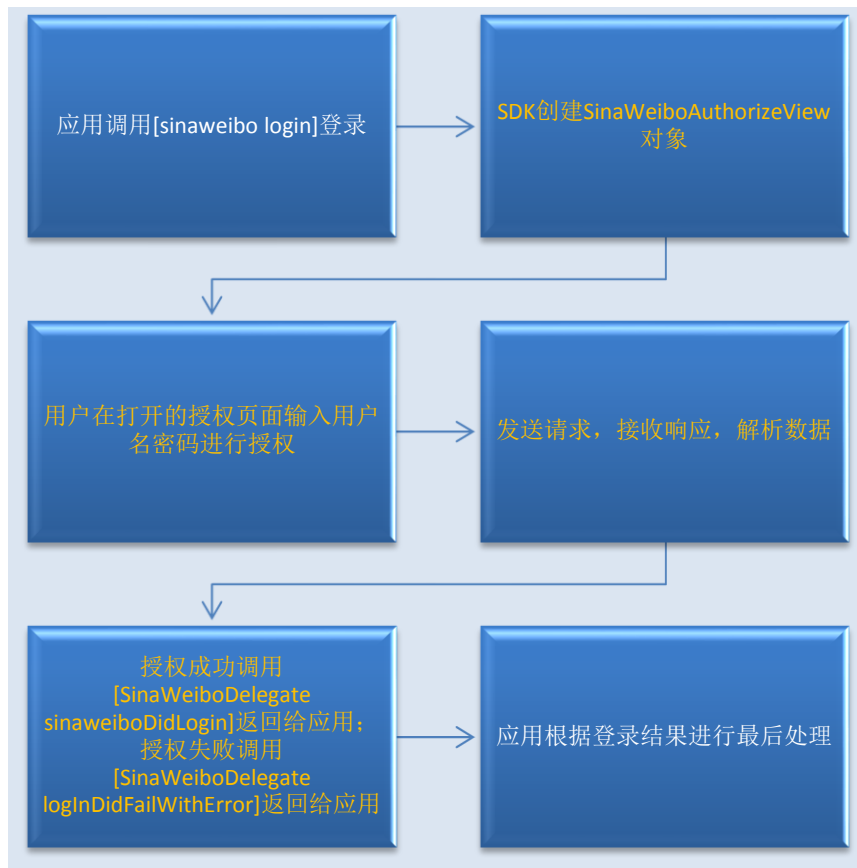 应用调用[sinaweibo login]登录
SDK创建SinaWeiboAuthorizeView
对象
用户在打开的授权页面输入用户
名密码进行授权
发送请求，接收响应，解析数据
授权成功调用
[SinaWeiboDelegate
sinaweiboDidLogin]返回给应用；
授权失败调用
[SinaWeiboDelegate
logInDidFailWithError]返回给应用
应用根据登录结果进行最后处理